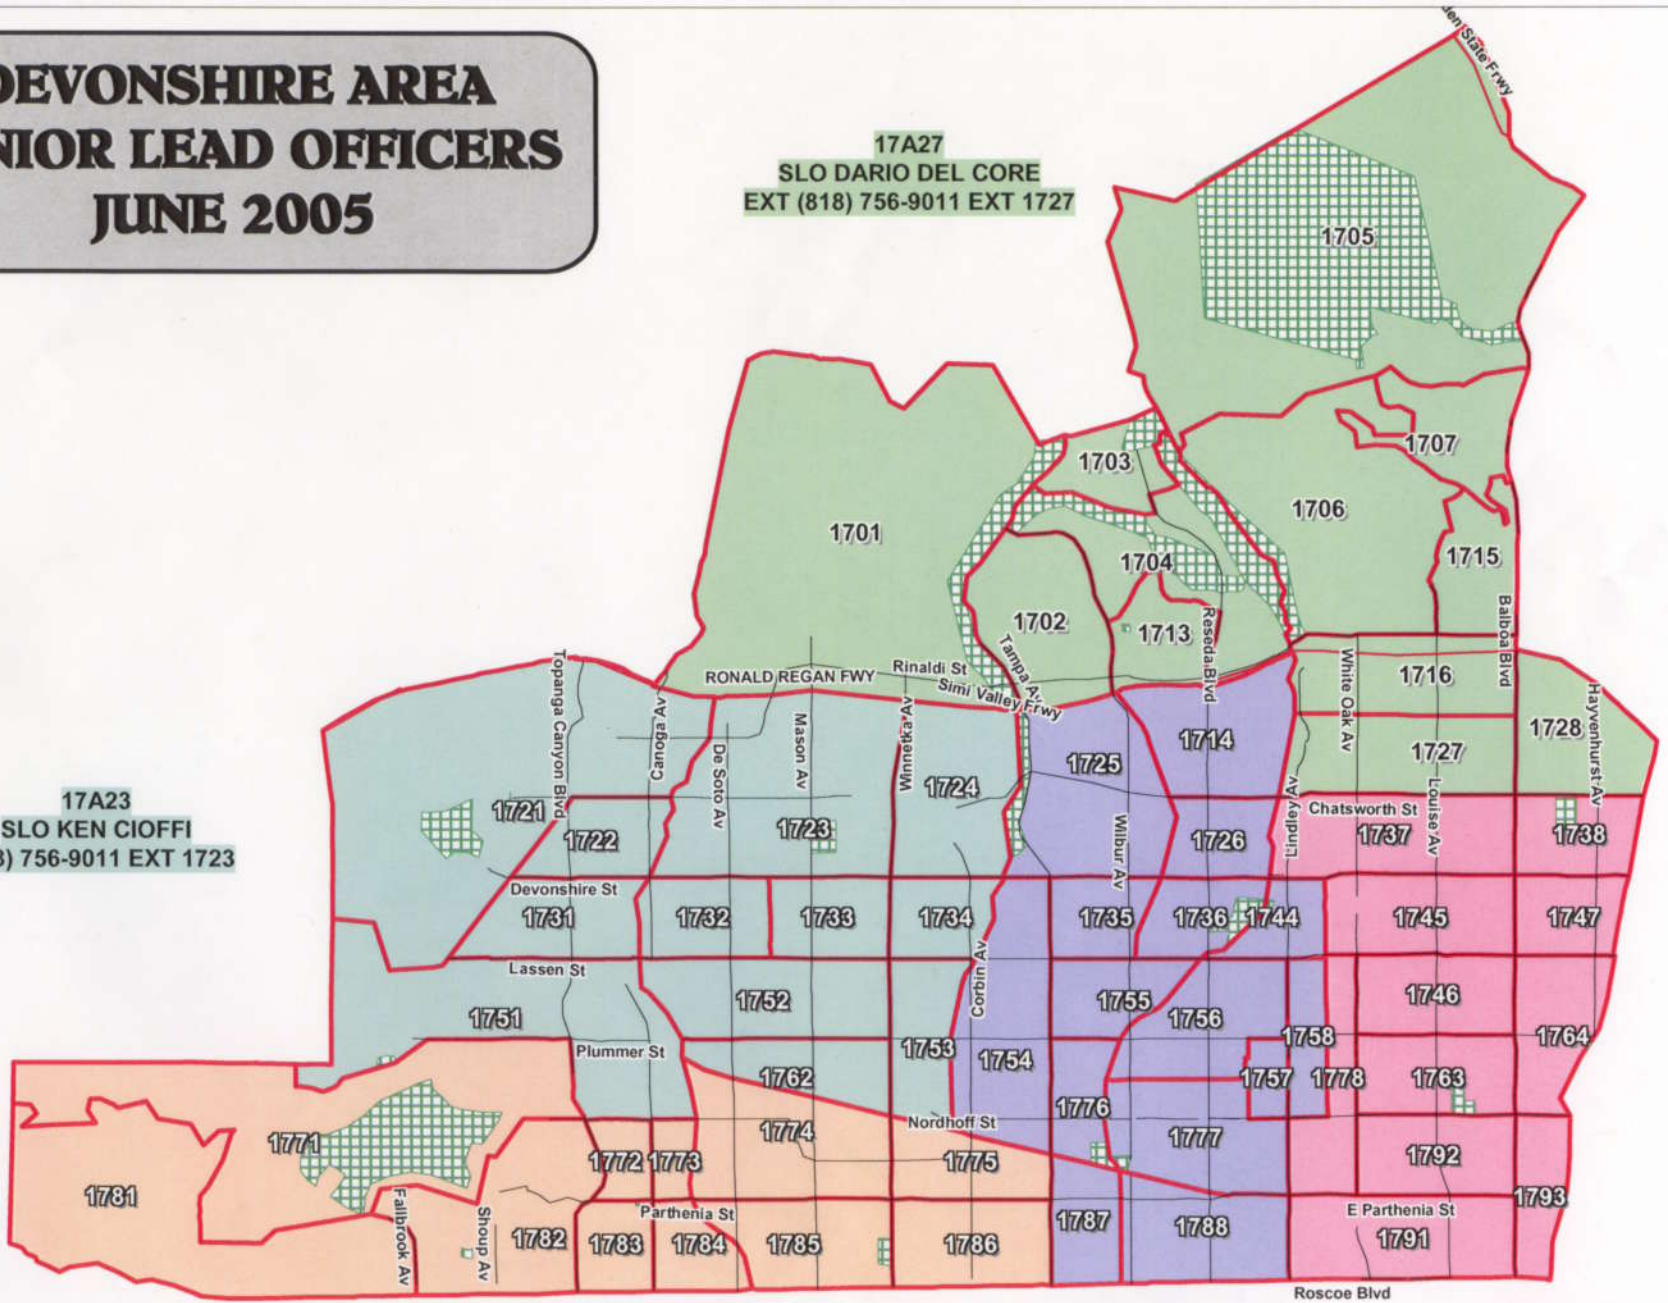 DEVONSHIRE AREA
NIOR LEAD OFFICERS
JUNE 2005
17A27
SLO DARIO DEL CORE
EXT (818) 756-9011 EXT 1727
den State Frwy
1705
1707
1703
1706
1701
1704
1715
1702
1713
Reseda Blvd
Balboa Blvd
Tampa Av
Rinaldi St
RONALD REGAN FWY
Simi Valley Frwy
1716
White Oak Av
Topanga Canyon Blvd
Canoga Av
De Soto Av
Mason Av
Winnetka Av
1714
1727
1728
Hayvenhurst Av
1725
1724
17A23
SLO KEN CIOFFI
8) 756-9011 EXT 1723
1721
1722
1723
1726
Wilbur Av
Lindley Av
Chatsworth St
Louise Av
1737
1738
Devonshire St
1731
1732
1733
1734
1735
1736
1744
1745
1747
Lassen St
Corbin Av
1751
1752
1755
1756
1746
1758
1764
Plummer St
1753
1754
1762
1757
1778
1763
1776
Nordhoff St
1771
1774
1777
1772
1773
1775
1792
1781
1793
Fallbrook Av
Shoup Av
Parthenia St
E Parthenia St
1782
1783
1784
1785
1786
1787
1788
1791
Roscoe Blvd